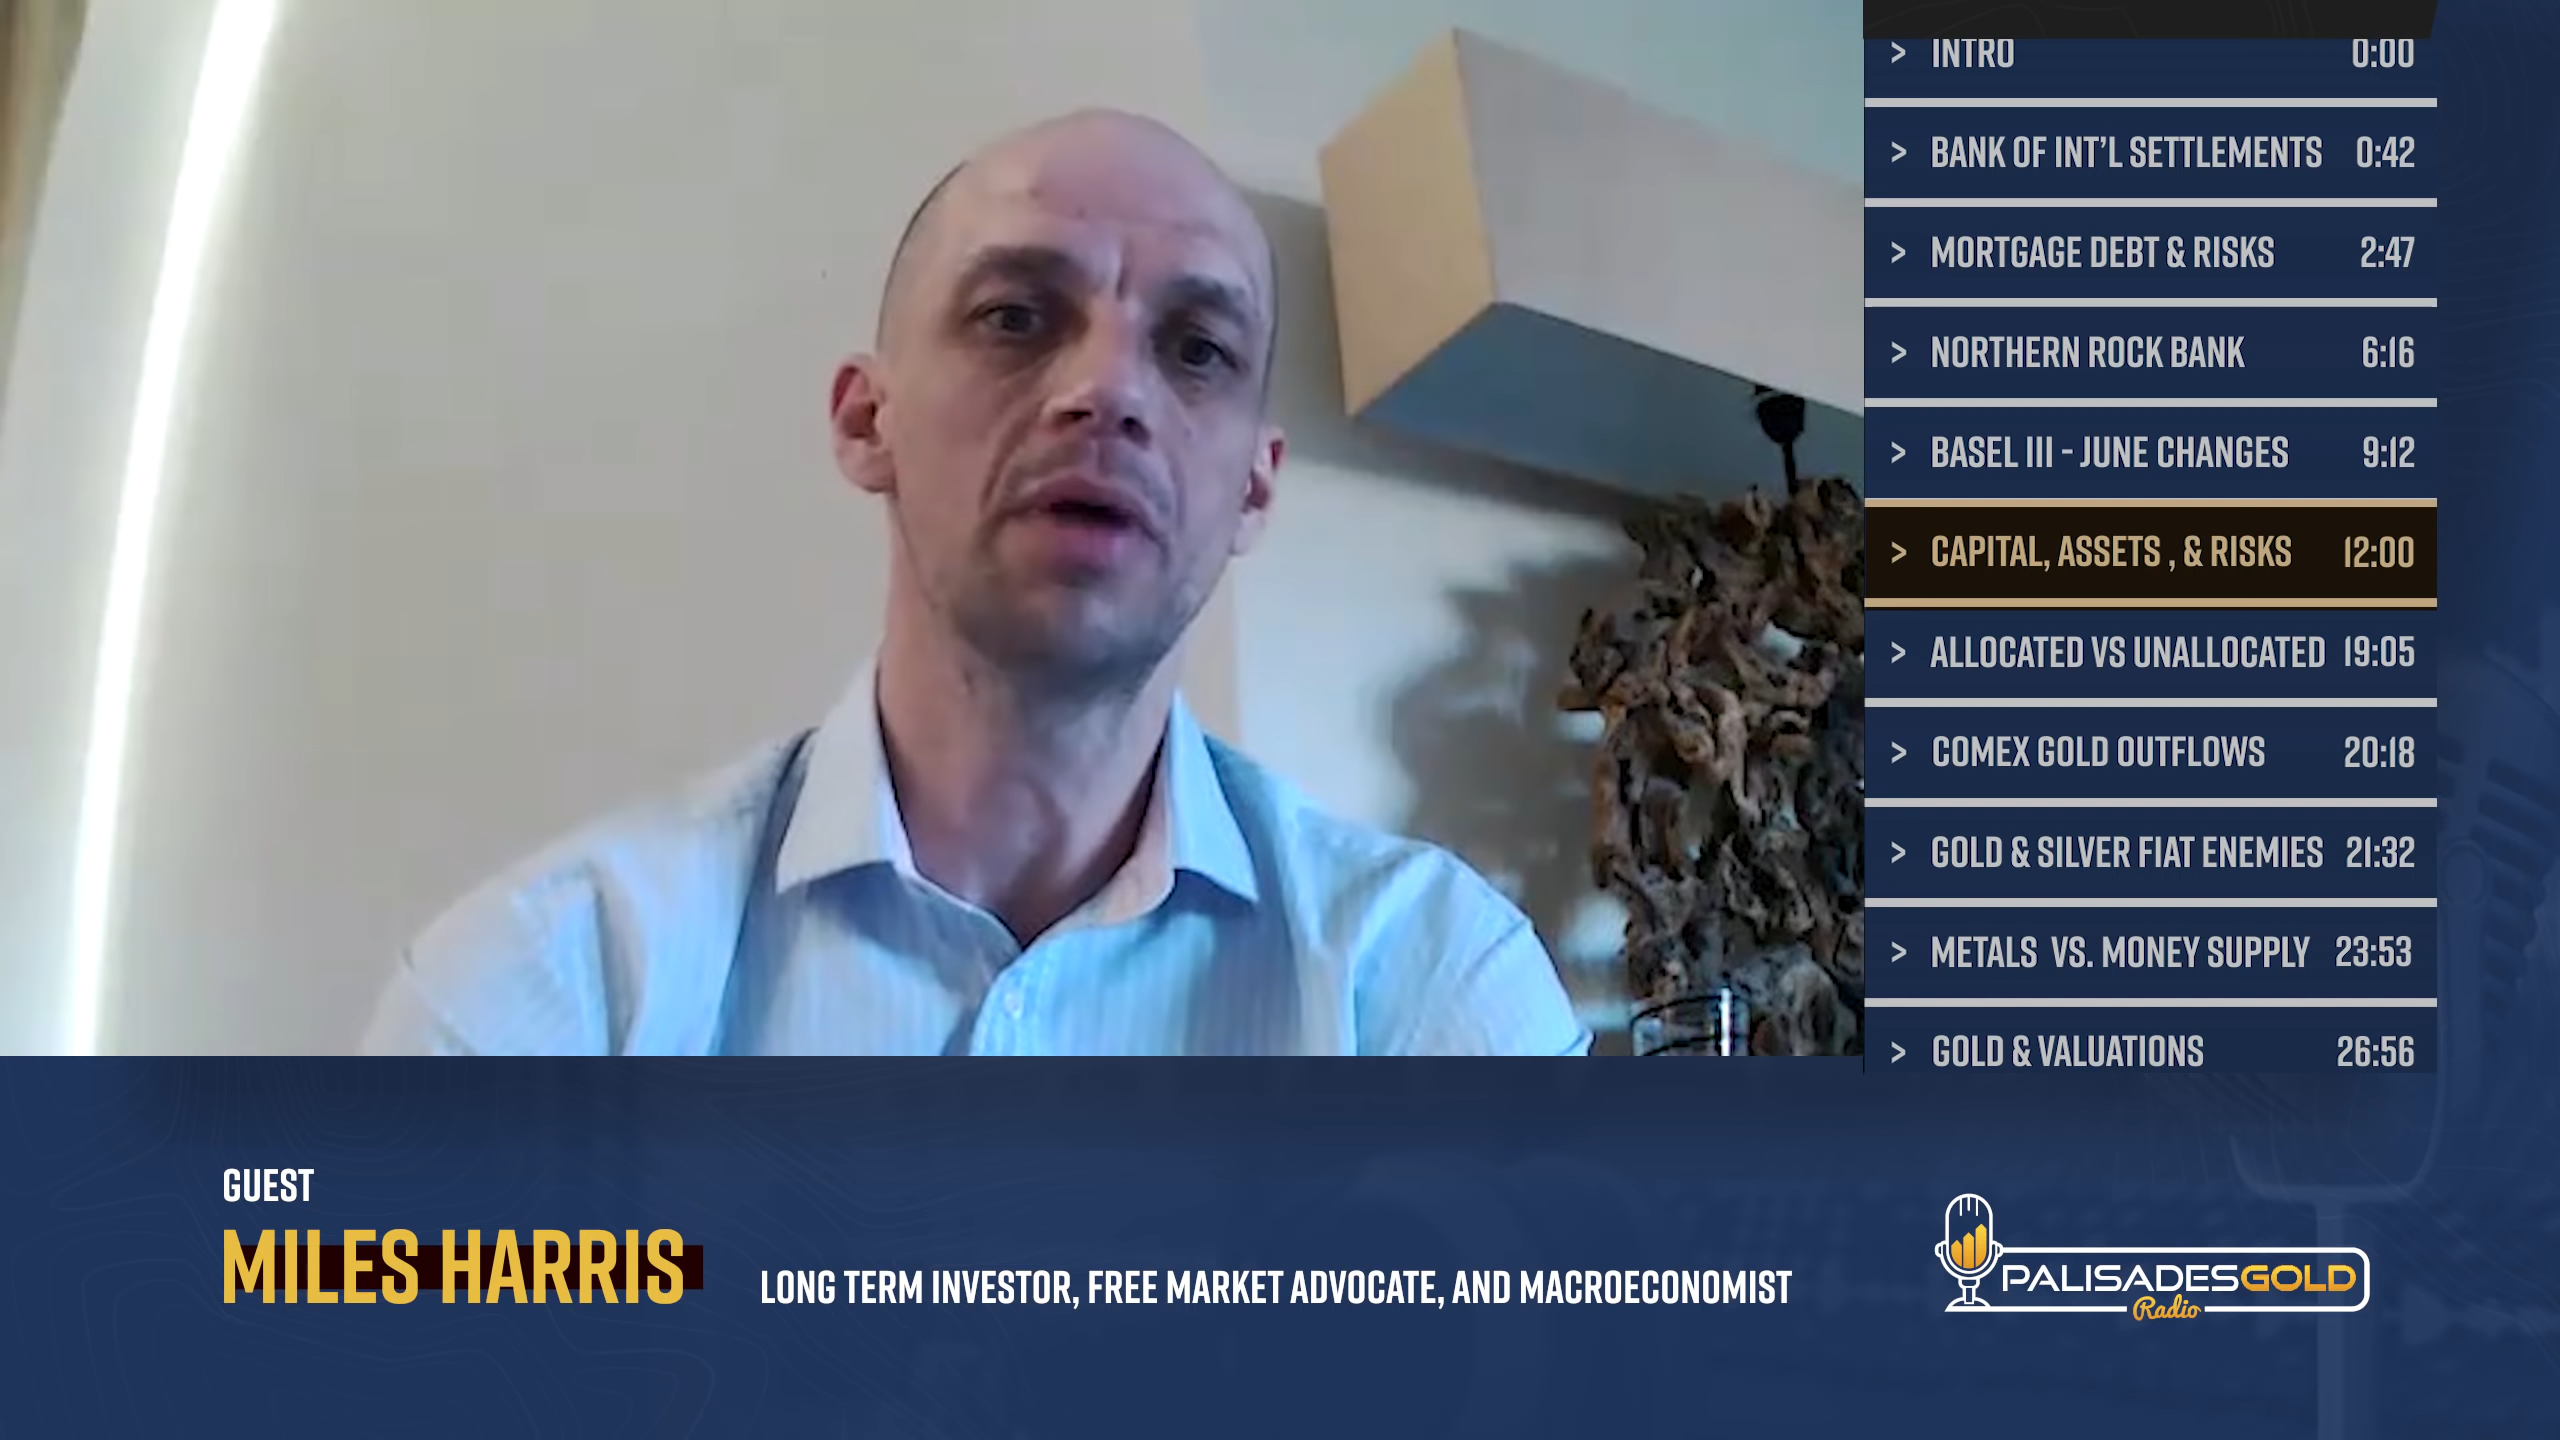 > INTRO 0:00
> BANK OF INT'L SETTLEMENTS 0:42
> MORTGAGE DEBT & RISKS 2:47
> NORTHERN ROCK BANK 6:16
> BASEL III - JUNE CHANGES 9:12
> CAPITAL, ASSETS , & RISKS 12:00
> ALLOCATED VS UNALLOCATED 19:05
> COMEX GOLD OUTFLOWS 20:18
> GOLD & SILVER FIAT ENEMIES 21:32
> METALS VS. MONEY SUPPLY 23:53
> GOLD & VALUATIONS 26:56
GUEST
MILES HARRIS
LONG TERM INVESTOR, FREE MARKET ADVOCATE, AND MACROECONOMIST
PALISADESGOLD
Radio